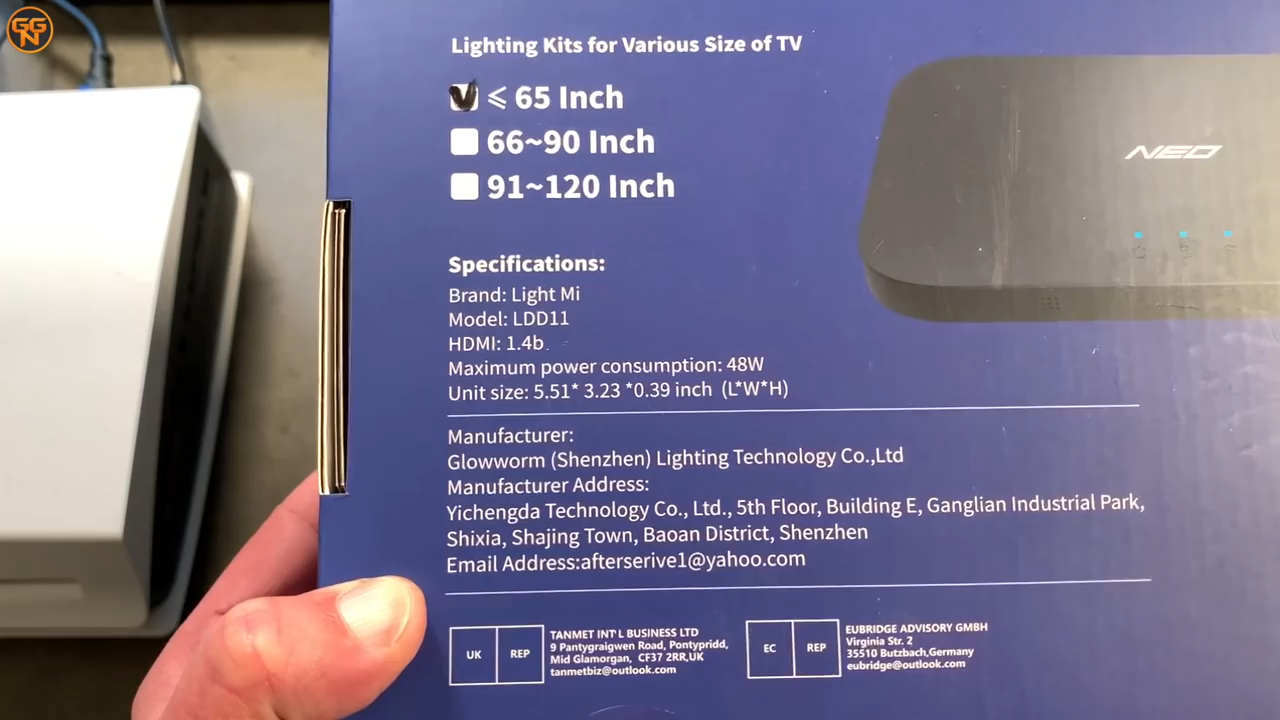 GGN
Lighting Kits for Various Size of TV
⩽ 65 Inch
66~90 Inch
91~120 Inch
NEO
Specifications:
Brand: Light Mi
Model: LDD11
HDMI: 1.4b
Maximum power consumption: 48W
Unit size: 5.51* 3.23 *0.39 inch (L*W*H)
Manufacturer:
Glowworm (Shenzhen) Lighting Technology Co.,Ltd
Manufacturer Address:
Yichengda Technology Co., Ltd., 5th Floor, Building E, Ganglian Industrial Park,
Shixia, Shajing Town, Baoan District, Shenzhen
Email Address:afterserive1@yahoo.com
UK REP
TANMET INT'L BUSINESS LTD
9 Pantygraigwen Road, Pontypridd,
Mid Glamorgan, CF37 2RR,UK
tanmetbiz@outlook.com
EC REP
EUBRIDGE ADVISORY GMBH
Virginia Str. 2
35510 Butzbach,Germany
eubridge@outlook.com